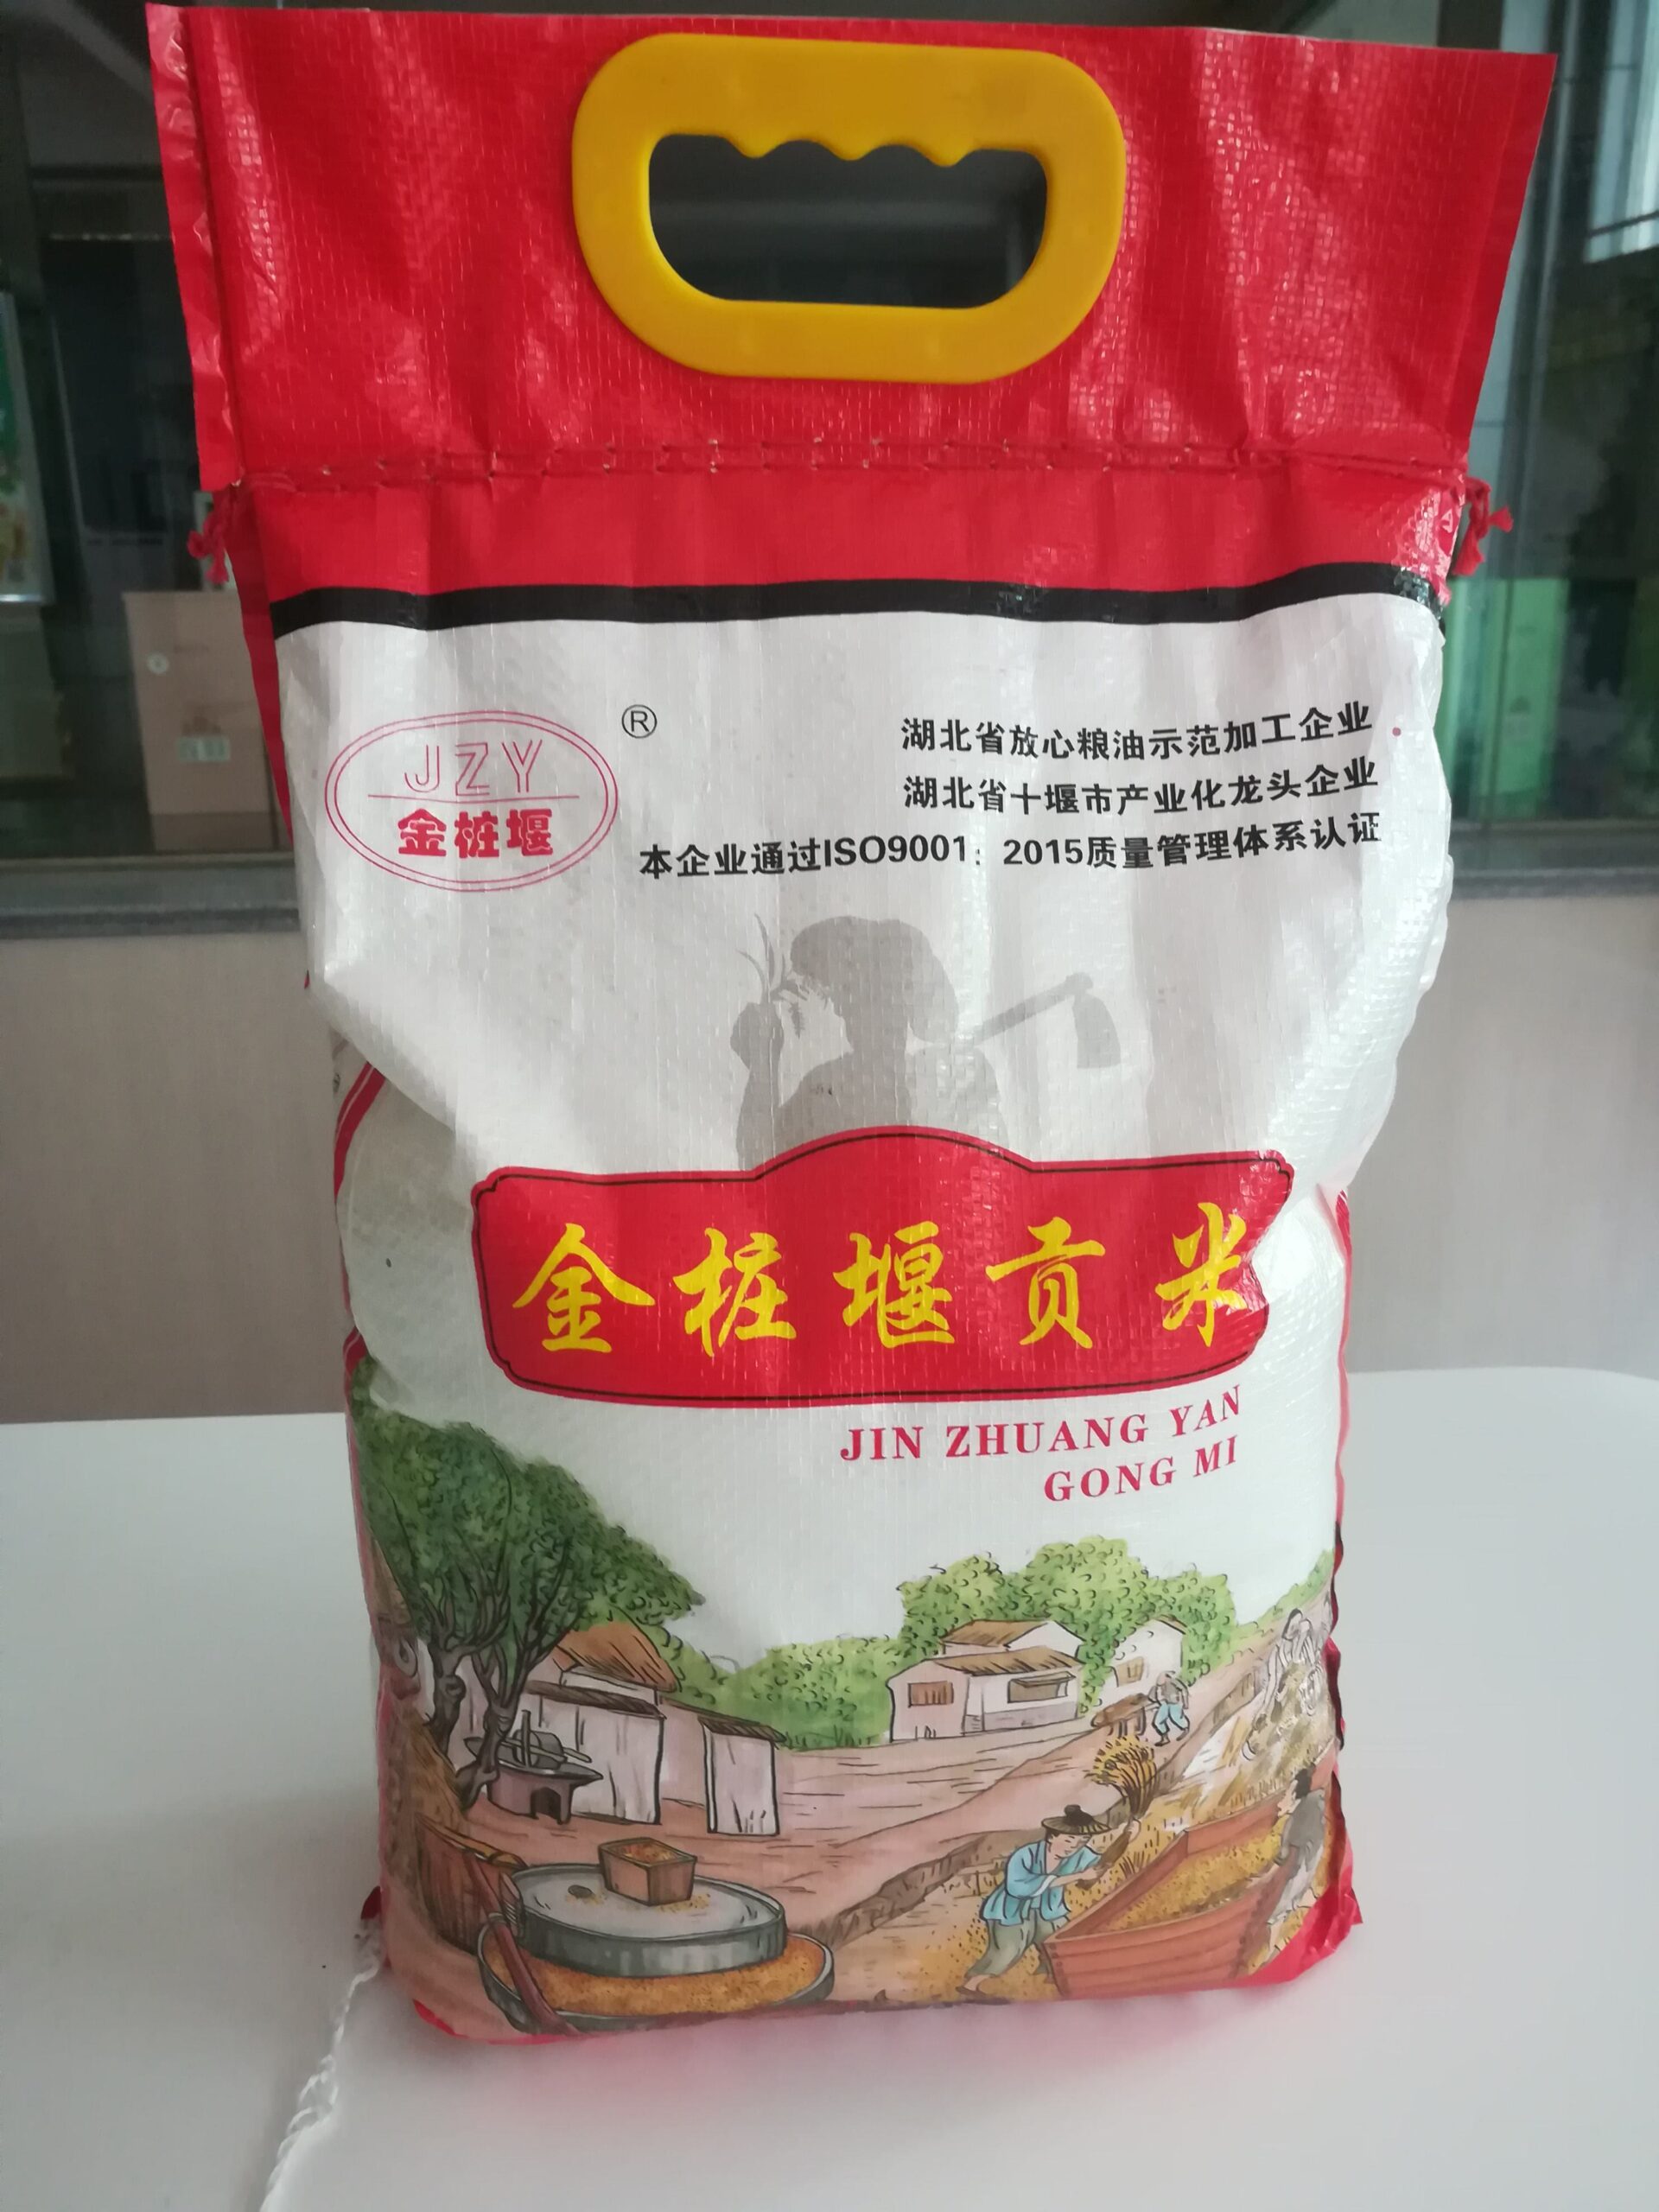 JZY
金桩堰
®
湖北省放心粮油示范加工企业
湖北省十堰市产业化龙头企业
本企业通过ISO9001：2015质量管理体系认证
金桩堰贡米
JIN ZHUANG YAN
GONG MI